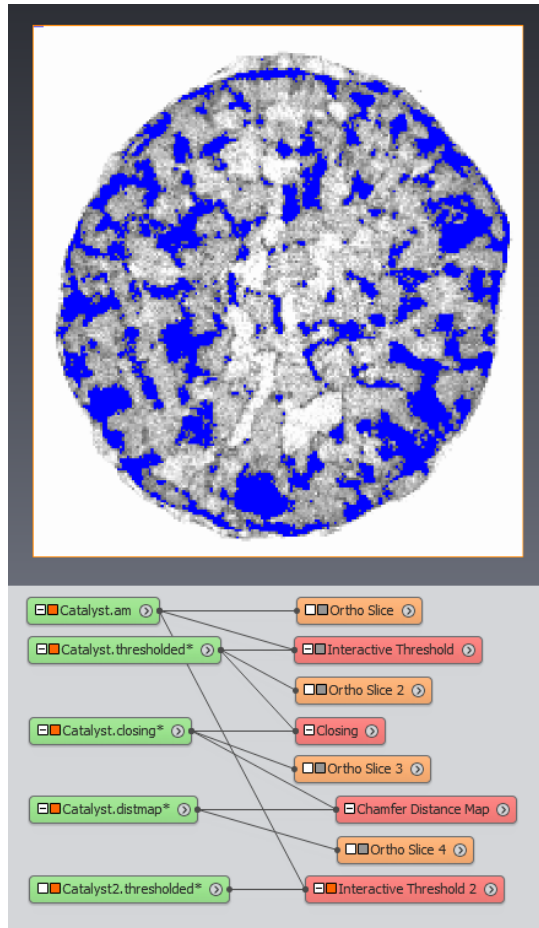 Catalyst.am
Ortho Slice
Catalyst.thresholded*
Interactive Threshold
Ortho Slice 2
Catalyst.closing*
Closing
Ortho Slice 3
Catalyst.distmap*
Chamfer Distance Map
Ortho Slice 4
Catalyst2.thresholded*
Interactive Threshold 2